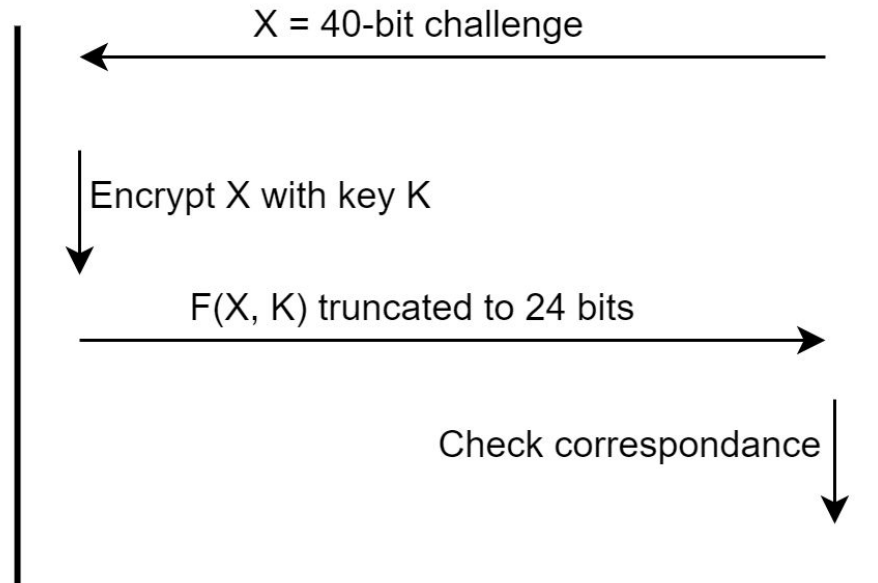 X = 40-bit challenge
Encrypt X with key K
F(X, K) truncated to 24 bits
Check correspondance